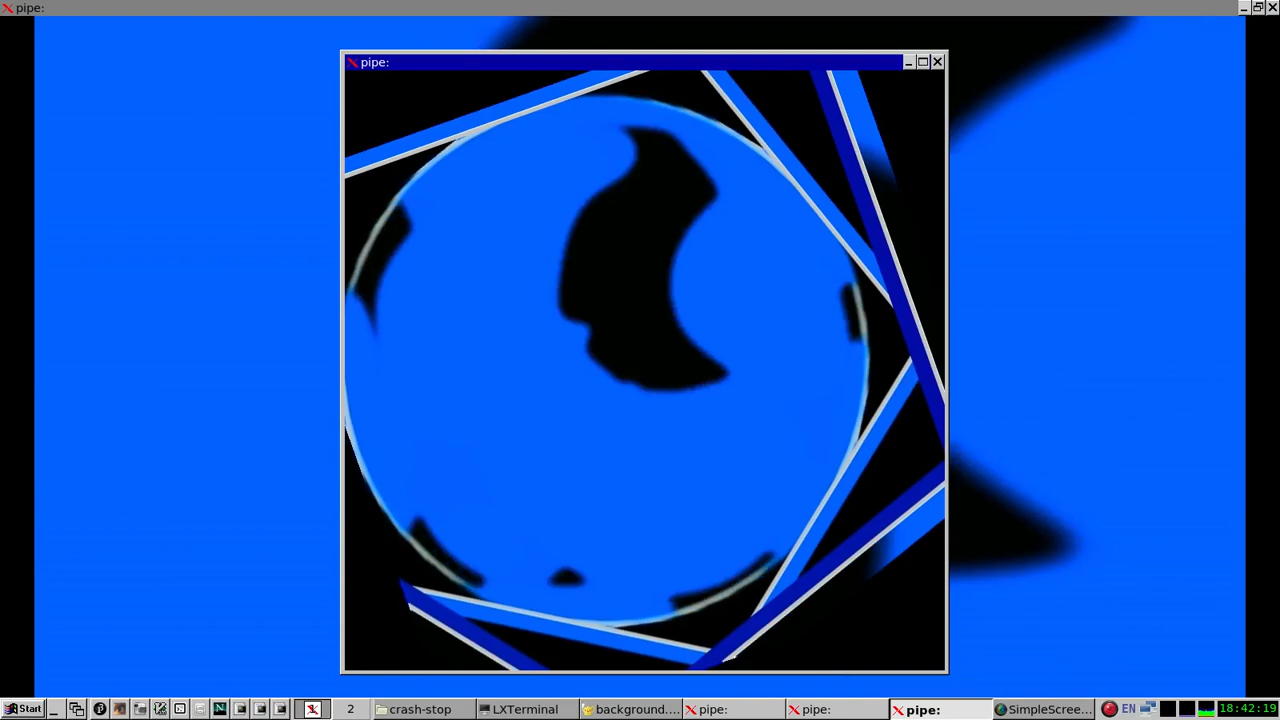 pipe:
pipe:
Start
2
crash-stop
LXTerminal
background....
pipe:
pipe:
pipe:
SimpleScree...
EN
18:42:19